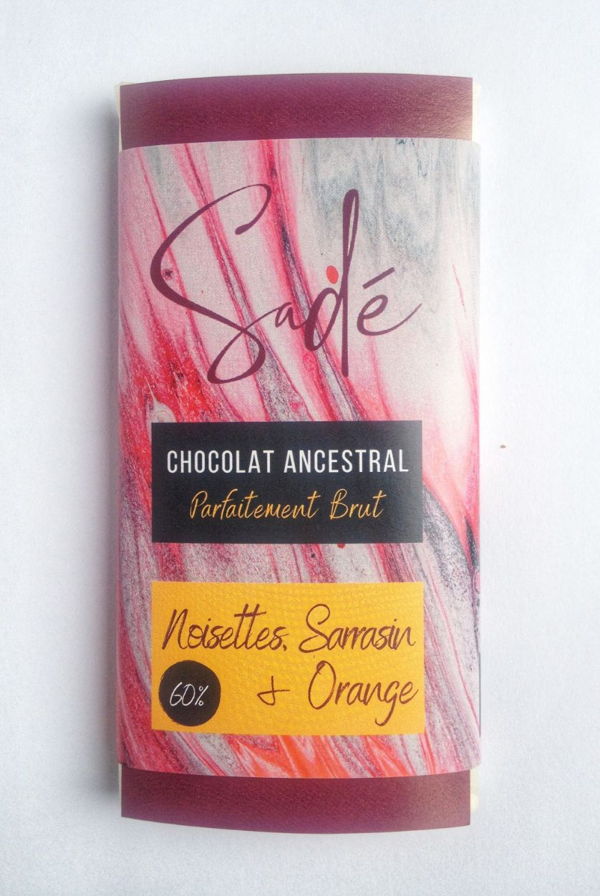 Sadé
CHOCOLAT ANCESTRAL
Parfaitement Brut
Noisettes, Sarrasin
& Orange
60%